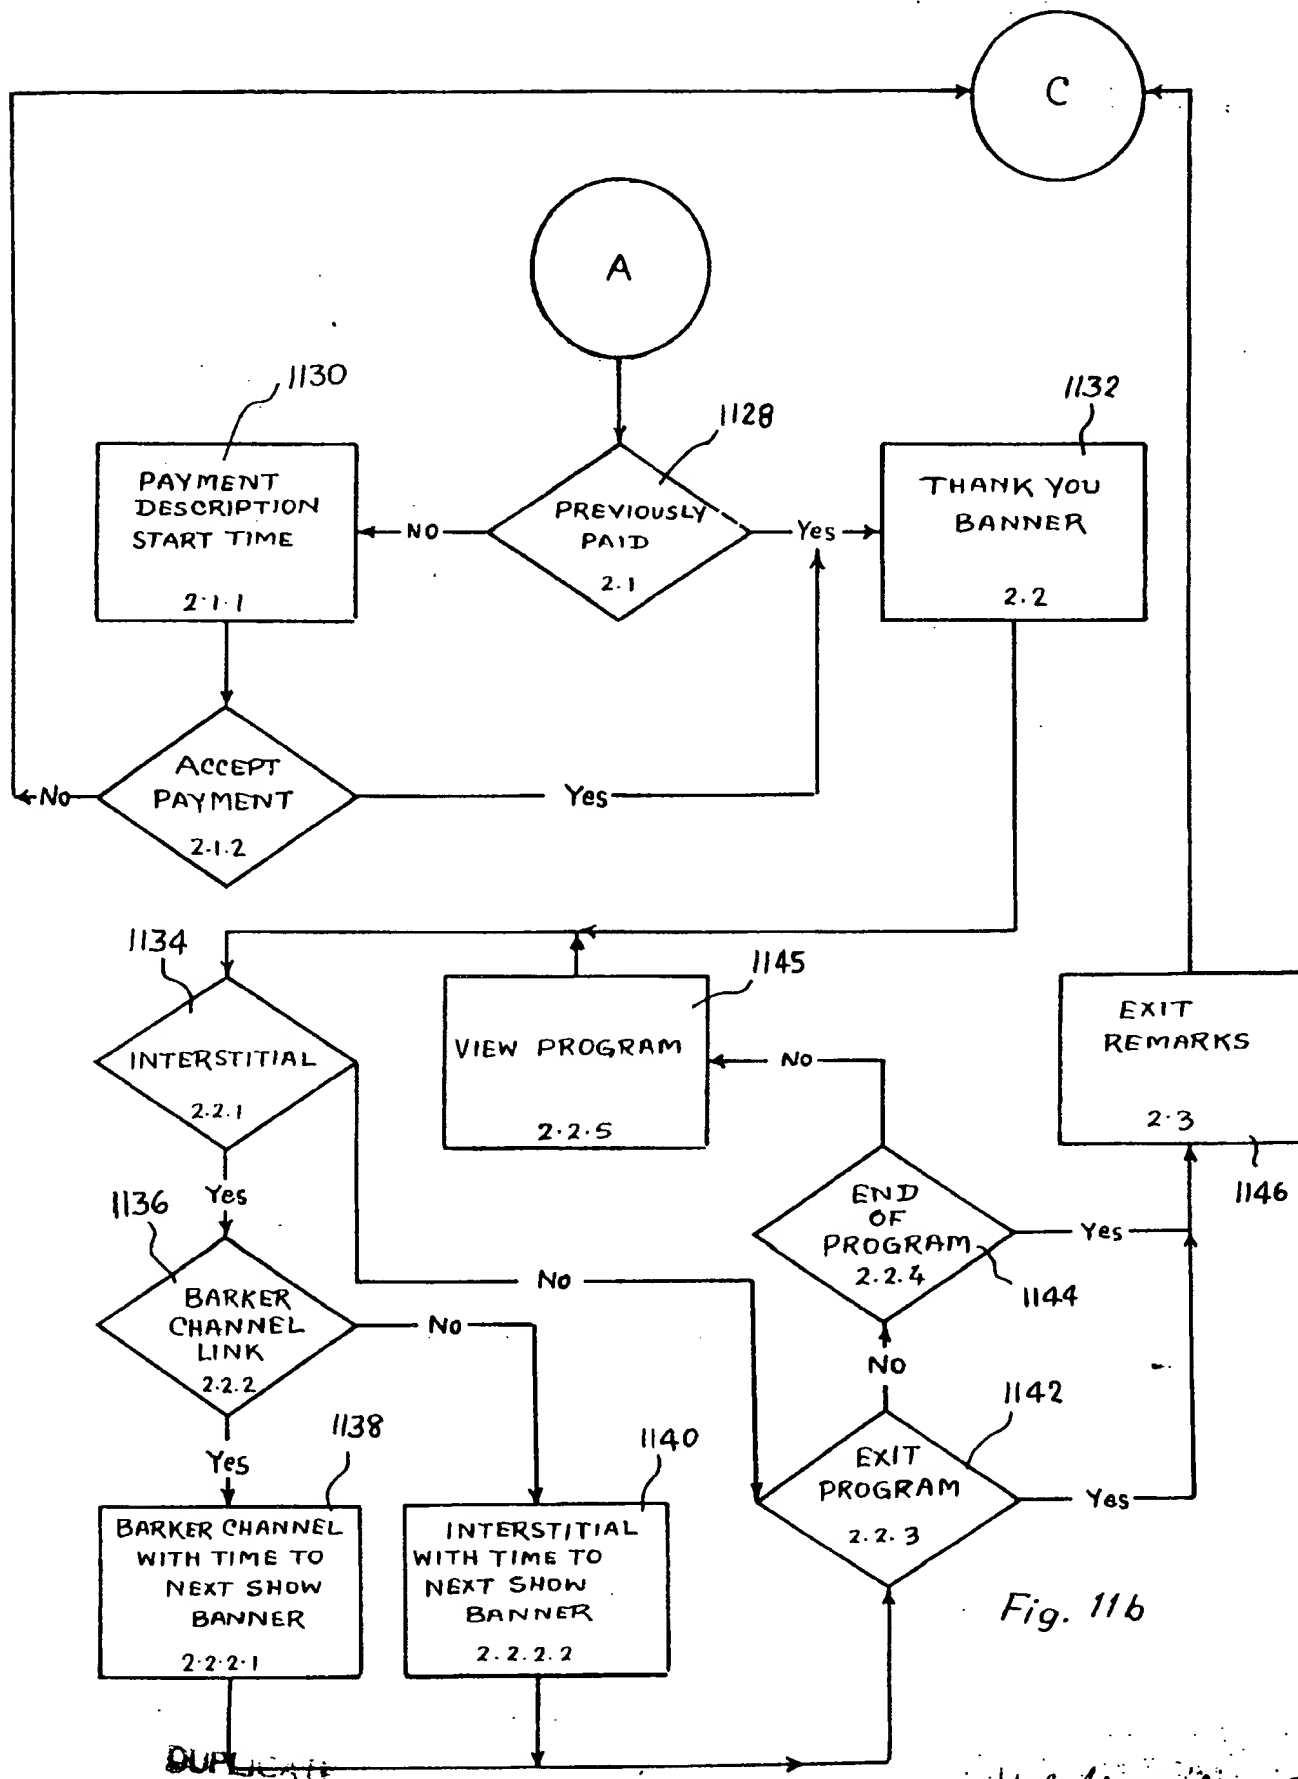 C
A
1130
1128
1132
PAYMENT
DESCRIPTION
START TIME
2.1.1
NO
PREVIOUSLY
PAID
2.1
Yes
THANK YOU
BANNER
2.2
No
ACCEPT
PAYMENT
2.1.2
Yes
1134
INTERSTITIAL
2.2.1
1145
VIEW PROGRAM
2.2.5
No
EXIT
REMARKS
2.3
1146
Yes
1136
BARKER
CHANNEL
LINK
2.2.2
No
No
END
OF
PROGRAM
2.2.4
1144
Yes
NO
1142
EXIT
PROGRAM
2.2.3
Yes
Yes
1138
BARKER CHANNEL
WITH TIME TO
NEXT SHOW
BANNER
2.2.2.1
1140
INTERSTITIAL
WITH TIME TO
NEXT SHOW
BANNER
2.2.2.2
Fig. 11b
DUPLICATE